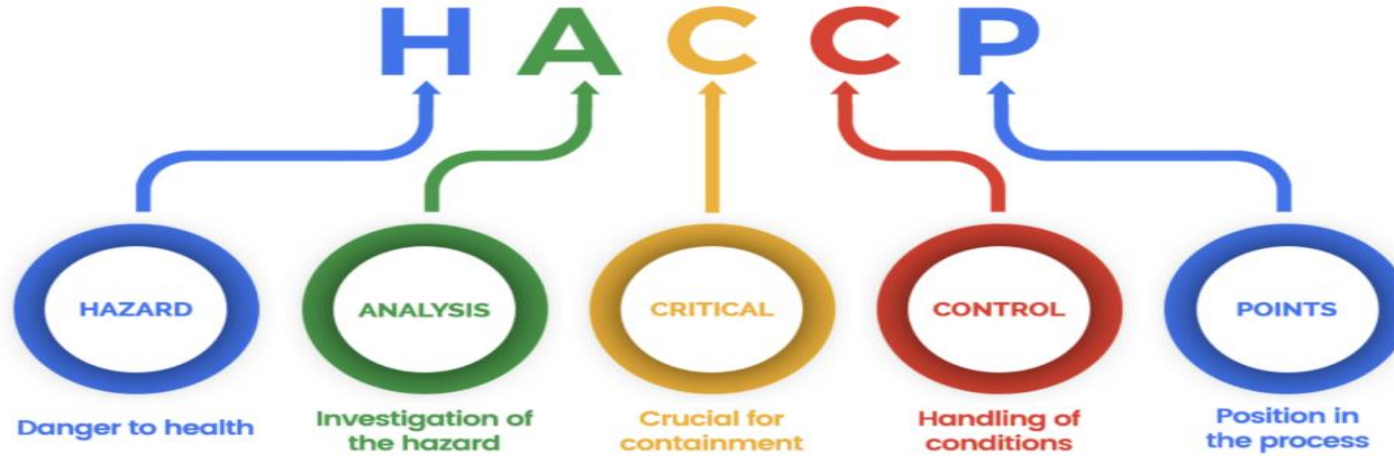 H A C C P
HAZARD
ANALYSIS
CRITICAL
CONTROL
POINTS
Danger to health
Investigation of
the hazard
Crucial for
containment
Handling of
conditions
Position in
the process